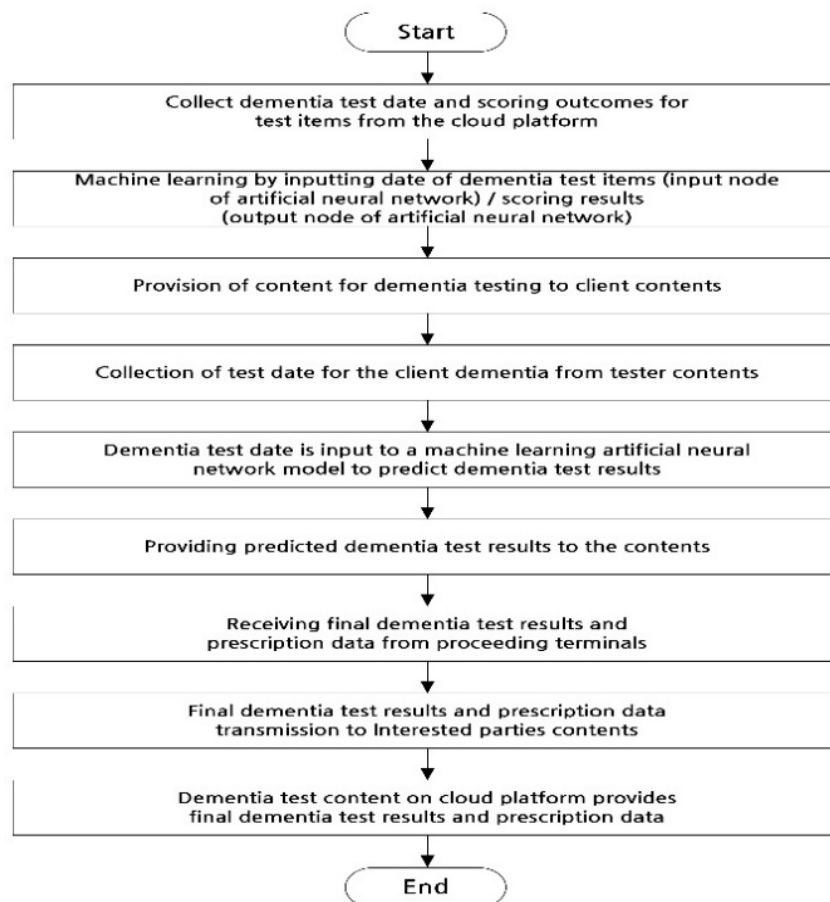 Start
Collect dementia test date and scoring outcomes for
test items from the cloud platform
Machine learning by inputting date of dementia test items (input node
of artificial neural network) / scoring results
(output node of artificial neural network)
Provision of content for dementia testing to client contents
Collection of test date for the client dementia from tester contents
Dementia test date is input to a machine learning artificial neural
network model to predict dementia test results
Providing predicted dementia test results to the contents
Receiving final dementia test results and
prescription data from proceeding terminals
Final dementia test results and prescription data
transmission to Interested parties contents
Dementia test content on cloud platform provides
final dementia test results and prescription data
End